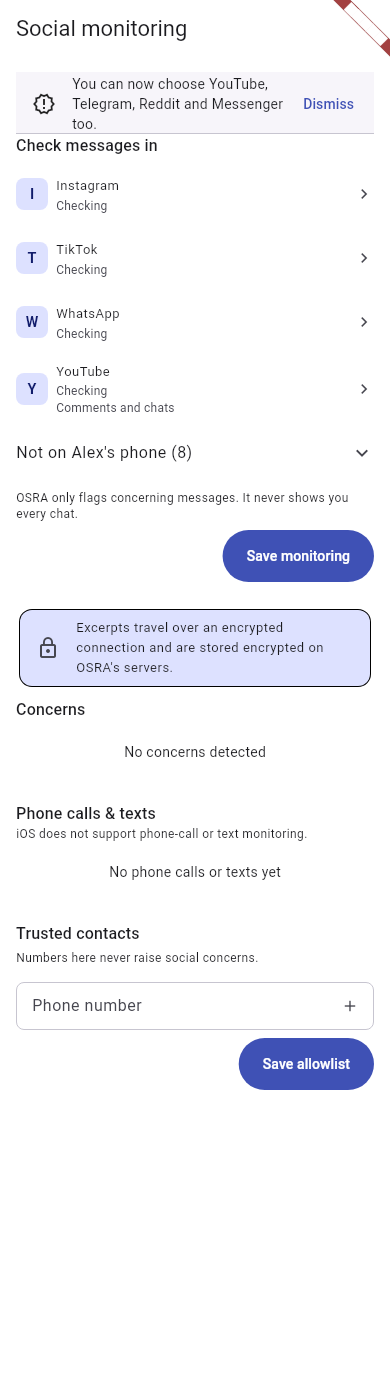 Social monitoring
You can now choose YouTube,
Telegram, Reddit and Messenger
too.
Dismiss
Check messages in
I
Instagram
Checking
T
TikTok
Checking
W
WhatsApp
Checking
Y
YouTube
Checking
Comments and chats
Not on Alex's phone (8)
OSRA only flags concerning messages. It never shows you
every chat.
Save monitoring
Excerpts travel over an encrypted
connection and are stored encrypted on
OSRA's servers.
Concerns
No concerns detected
Phone calls & texts
iOS does not support phone-call or text monitoring.
No phone calls or texts yet
Trusted contacts
Numbers here never raise social concerns.
Phone number
Save allowlist